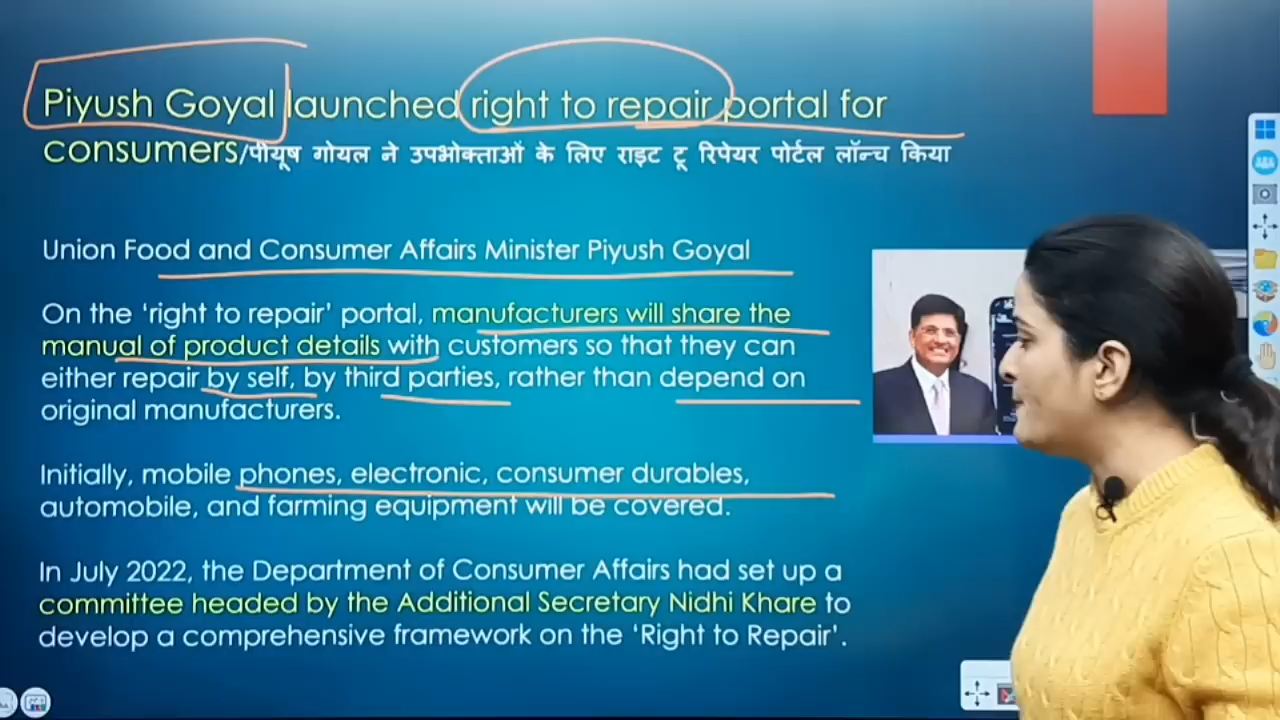 Piyush Goyal launched right to repair portal for
consumers/पीयूष गोयल ने उपभोक्ताओं के लिए राइट टू रिपेयर पोर्टल लॉन्च किया
Union Food and Consumer Affairs Minister Piyush Goyal
On the ‘right to repair’ portal, manufacturers will share the
manual of product details with customers so that they can
either repair by self, by third parties, rather than depend on
original manufacturers.
Initially, mobile phones, electronic, consumer durables,
automobile, and farming equipment will be covered.
In July 2022, the Department of Consumer Affairs had set up a
committee headed by the Additional Secretary Nidhi Khare to
develop a comprehensive framework on the ‘Right to Repair’.